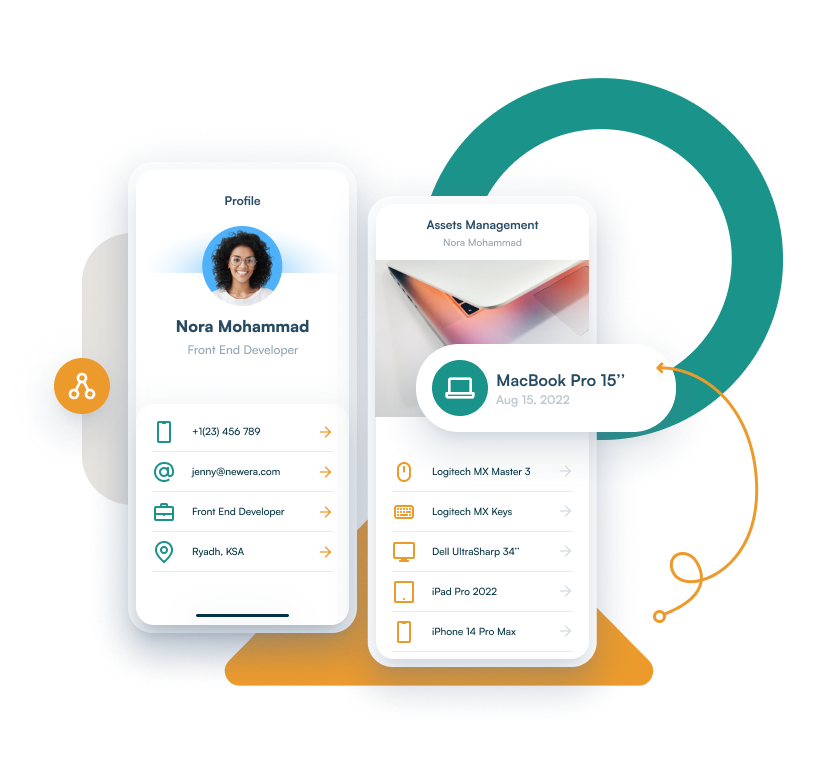 Profile
Nora Mohammad
Front End Developer
+1(23) 456 789
jenny@newera.com
Front End Developer
Ryadh, KSA
Assets Management
Nora Mohammad
MacBook Pro 15’’
Aug 15, 2022
Logitech MX Master 3
Logitech MX Keys
Dell UltraSharp 34’’
iPad Pro 2022
iPhone 14 Pro Max